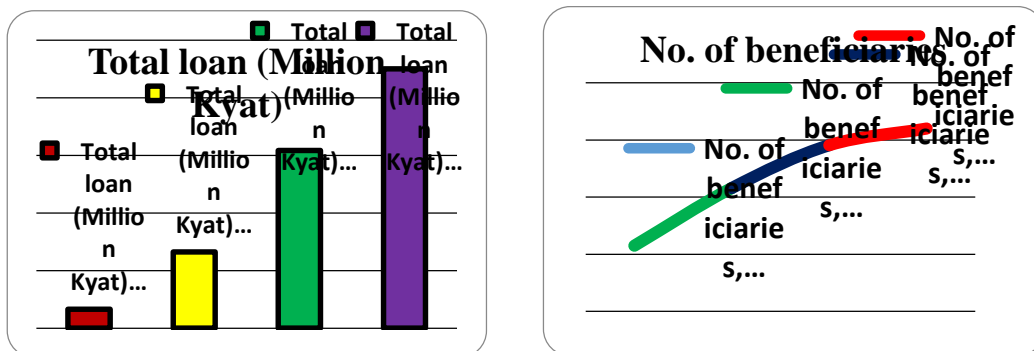 Total loan (Million
Kyat)
Total
loan
(Millio
n
Kyat)...
Total
loan
(Millio
n
Kyat)...
Total
loan
(Millio
n
Kyat)...
Total
loan
(Millio
n
Kyat)...
No. of beneficiaries
No. of
benef
iciarie
s,...
No. of
benef
iciarie
s,...
No. of
benef
iciarie
s,...
No. of
benef
iciarie
s,...